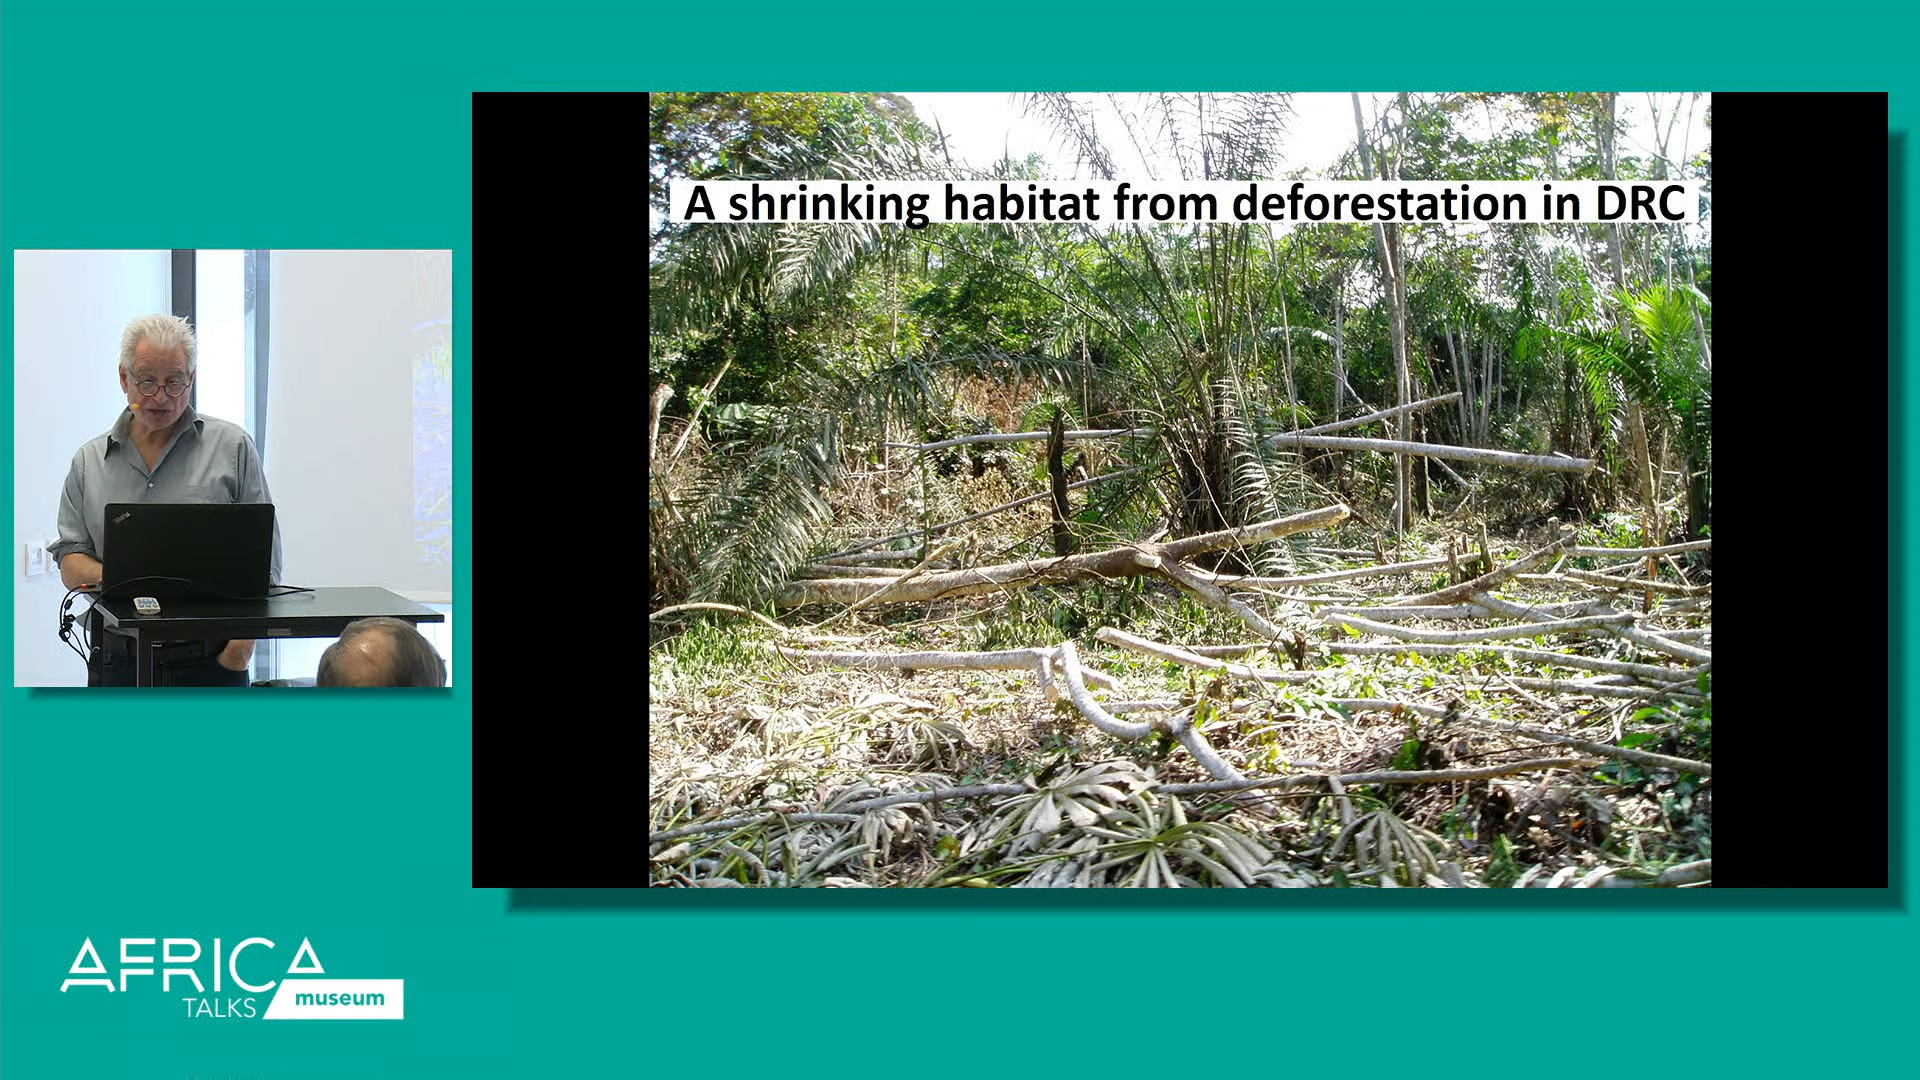 A shrinking habitat from deforestation in DRC
AFRICA
TALKS museum